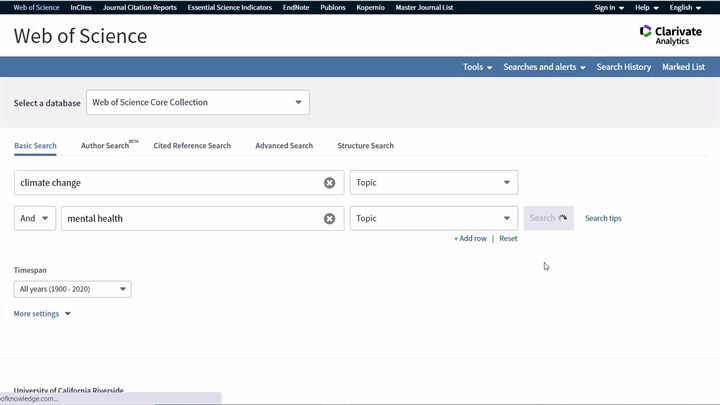 Web of Science InCites Journal Citation Reports Essential Science Indicators EndNote Publons Kopernio Master Journal List Sign In Help English
Web of Science
Clarivate
Analytics
Tools Searches and alerts Search History Marked List
Select a database Web of Science Core Collection
Basic Search Author Search BETA Cited Reference Search Advanced Search Structure Search
climate change Topic
And mental health Topic Search Search tips
+ Add row | Reset
Timespan
All years (1900 - 2020)
More settings
University of California Riverside
ofknowledge.com...